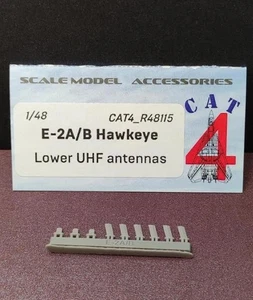 SCALE MODEL ACCESSORIES
1/48 CAT4_R48115
CAT
4
E-2A/B Hawkeye
Lower UHF antennas